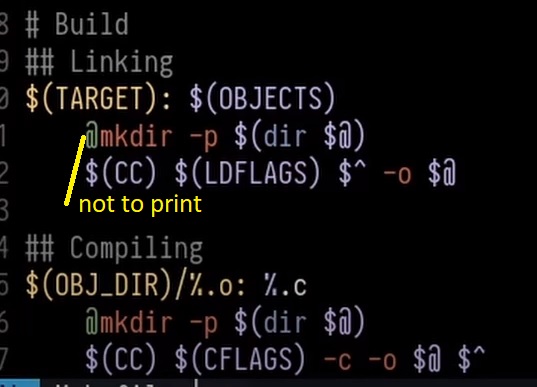 8 # Build
9 ## Linking
0 $(TARGET): $(OBJECTS)
1 @mkdir -p $(dir $@)
2 $(CC) $(LDFLAGS) $^ -o $@
3 not to print
4 ## Compiling
5 $(OBJ_DIR)/%.o: %.c
6 @mkdir -p $(dir $@)
7 $(CC) $(CFLAGS) -c -o $@ $^